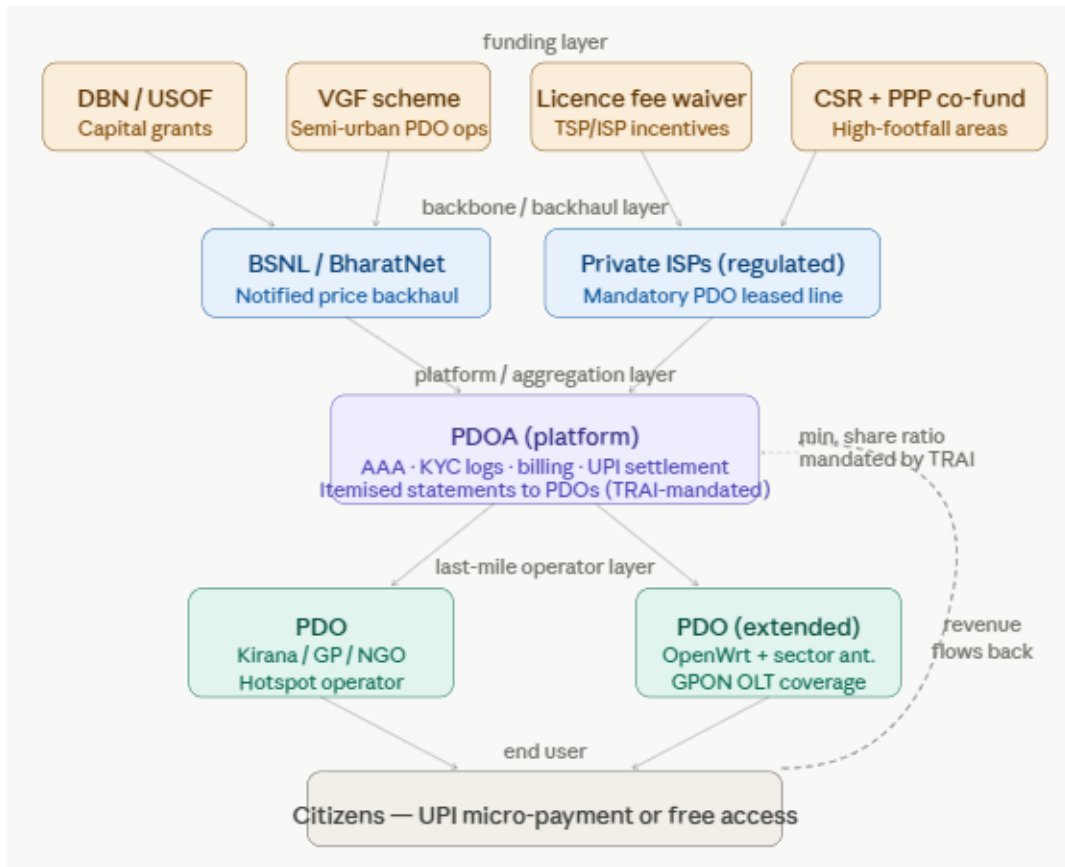 funding layer
DBN / USOF
Capital grants
VGF scheme
Semi-urban PDO ops
Licence fee waiver
TSP/ISP incentives
CSR + PPP co-fund
High-footfall areas
backbone / backhaul layer
BSNL / BharatNet
Notified price backhaul
Private ISPs (regulated)
Mandatory PDO leased line
platform / aggregation layer
PDOA (platform)
AAA · KYC logs · billing · UPI settlement
Itemised statements to PDOs (TRAI-mandated)
min. share ratio
mandated by TRAI
last-mile operator layer
PDO
Kirana / GP / NGO
Hotspot operator
PDO (extended)
OpenWrt + sector ant.
GPON OLT coverage
revenue
flows back
end user
Citizens — UPI micro-payment or free access